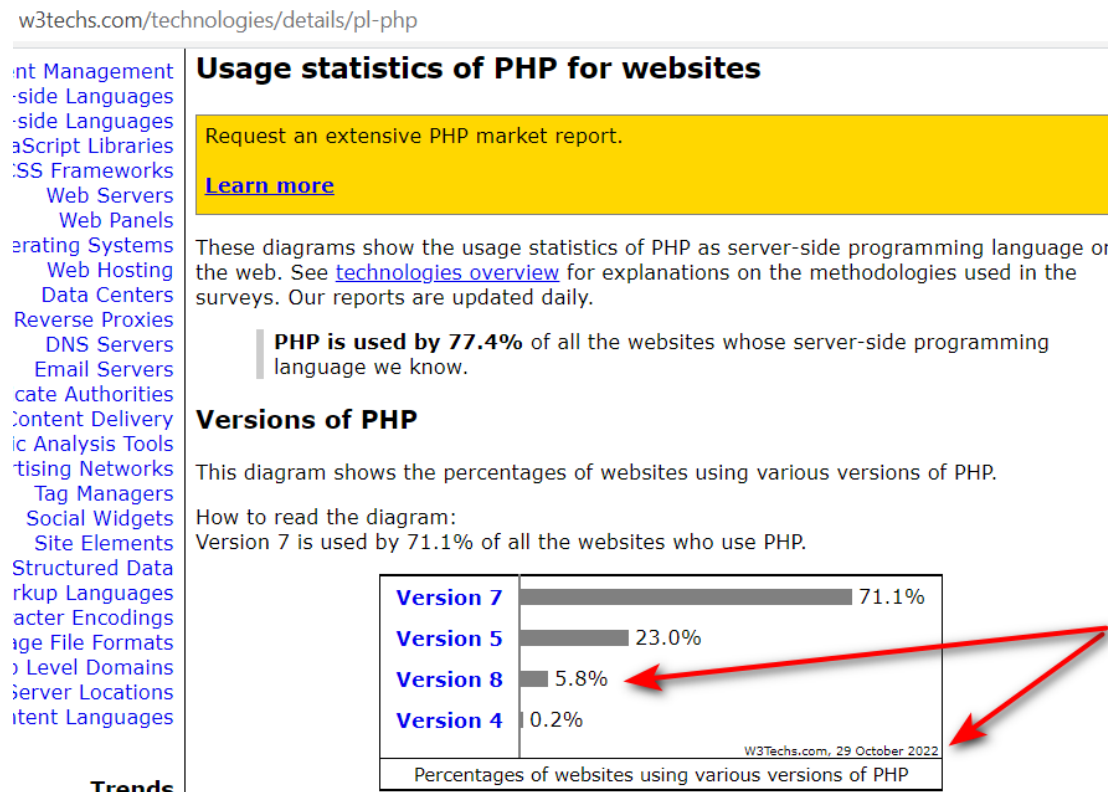 w3techs.com/technologies/details/pl-php
nt Management
-side Languages
-side Languages
aScript Libraries
CSS Frameworks
Web Servers
Web Panels
erating Systems
Web Hosting
Data Centers
Reverse Proxies
DNS Servers
Email Servers
cate Authorities
Content Delivery
ic Analysis Tools
rtising Networks
Tag Managers
Social Widgets
Site Elements
Structured Data
rkup Languages
acter Encodings
age File Formats
p Level Domains
Server Locations
ntent Languages
Trends
Usage statistics of PHP for websites
Request an extensive PHP market report.
Learn more
These diagrams show the usage statistics of PHP as server-side programming language on
the web. See technologies overview for explanations on the methodologies used in the
surveys. Our reports are updated daily.
PHP is used by 77.4% of all the websites whose server-side programming
language we know.
Versions of PHP
This diagram shows the percentages of websites using various versions of PHP.
How to read the diagram:
Version 7 is used by 71.1% of all the websites who use PHP.
Version 7 71.1%
Version 5 23.0%
Version 8 5.8%
Version 4 0.2%
W3Techs.com, 29 October 2022
Percentages of websites using various versions of PHP